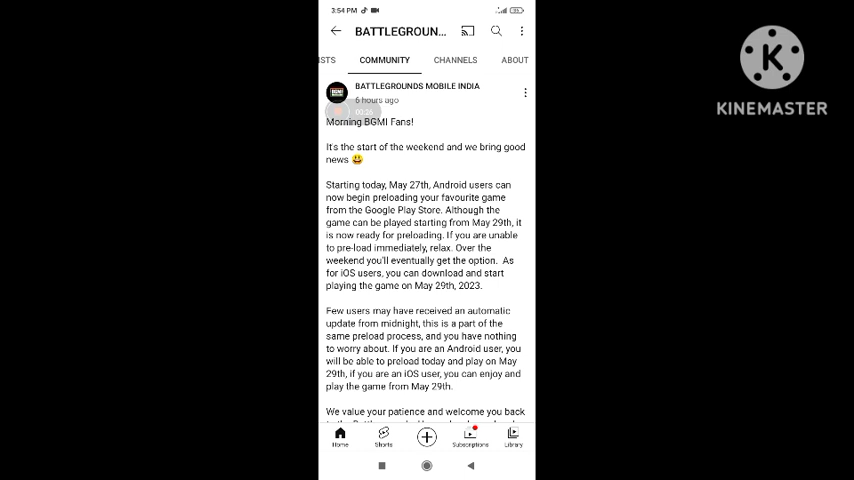 3:54 PM
BATTLEGROUN...
STS
COMMUNITY
CHANNELS
ABOUT
BATTLEGROUNDS MOBILE INDIA
6 hours ago
00:26
Morning BGMI Fans!
It's the start of the weekend and we bring good
news 😃
Starting today, May 27th, Android users can
now begin preloading your favourite game
from the Google Play Store. Although the
game can be played starting from May 29th, it
is now ready for preloading. If you are unable
to pre-load immediately, relax. Over the
weekend you'll eventually get the option. As
for iOS users, you can download and start
playing the game on May 29th, 2023.
Few users may have received an automatic
update from midnight, this is a part of the
same preload process, and you have nothing
to worry about. If you are an Android user, you
will be able to preload today and play on May
29th, if you are an iOS user, you can enjoy and
play the game from May 29th.
We value your patience and welcome you back
Home
Shorts
Subscriptions
Library
K
KINEMASTER